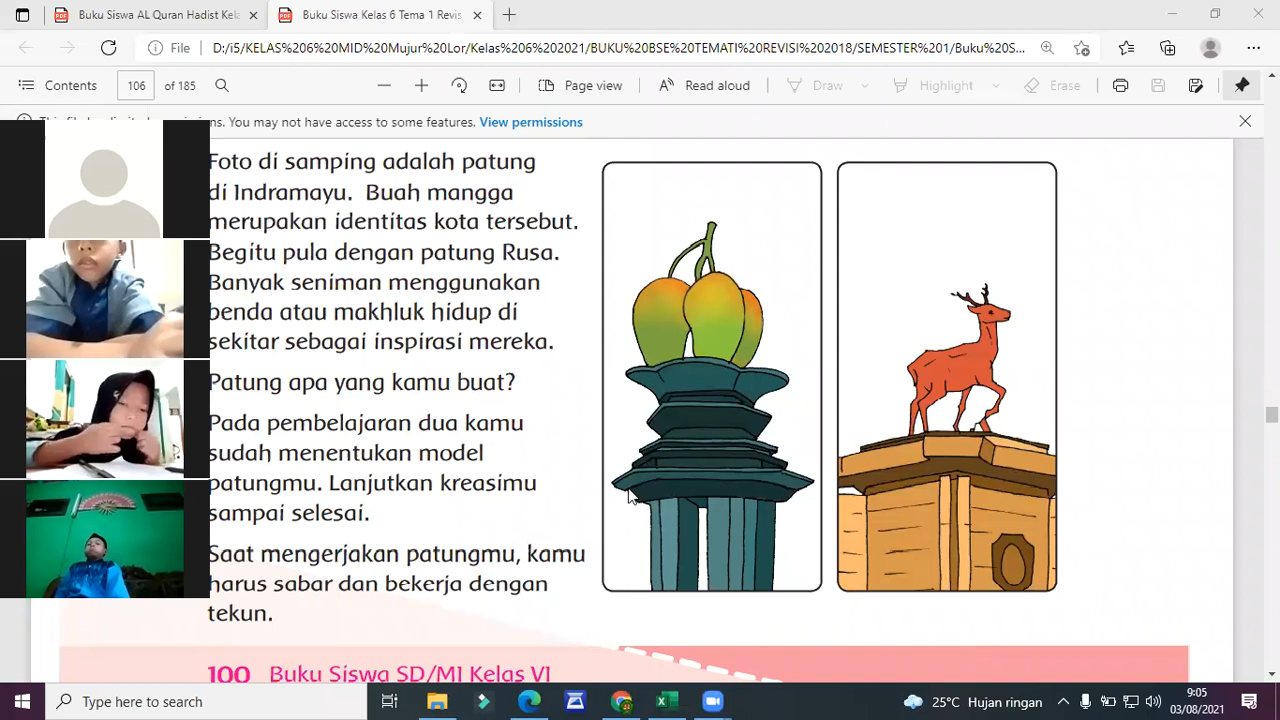 Buku Siswa AL Quran Hadist Kel
Buku Siswa Kelas 6 Tema 1 Revis
File
D:/i5/KELAS%206%20MID%20Mujur%20Lor/Kelas%206%202021/BUKU%20BSE%20TEMATI%20REVISI%202018/SEMESTER%201/Buku%20S...
Contents
106
of 185
Page view
Read aloud
Draw
Highlight
Erase
You may not have access to some features. View permissions
Foto di samping adalah patung
di Indramayu. Buah mangga
merupakan identitas kota tersebut.
Begitu pula dengan patung Rusa.
Banyak seniman menggunakan
benda atau makhluk hidup di
sekitar sebagai inspirasi mereka.
Patung apa yang kamu buat?
Pada pembelajaran dua kamu
sudah menentukan model
patungmu. Lanjutkan kreasimu
sampai selesai.
Saat mengerjakan patungmu, kamu
harus sabar dan bekerja dengan
tekun.
100 Buku Siswa SD/MI Kelas VI
Type here to search
25°C Hujan ringan
9:05
03/08/2021